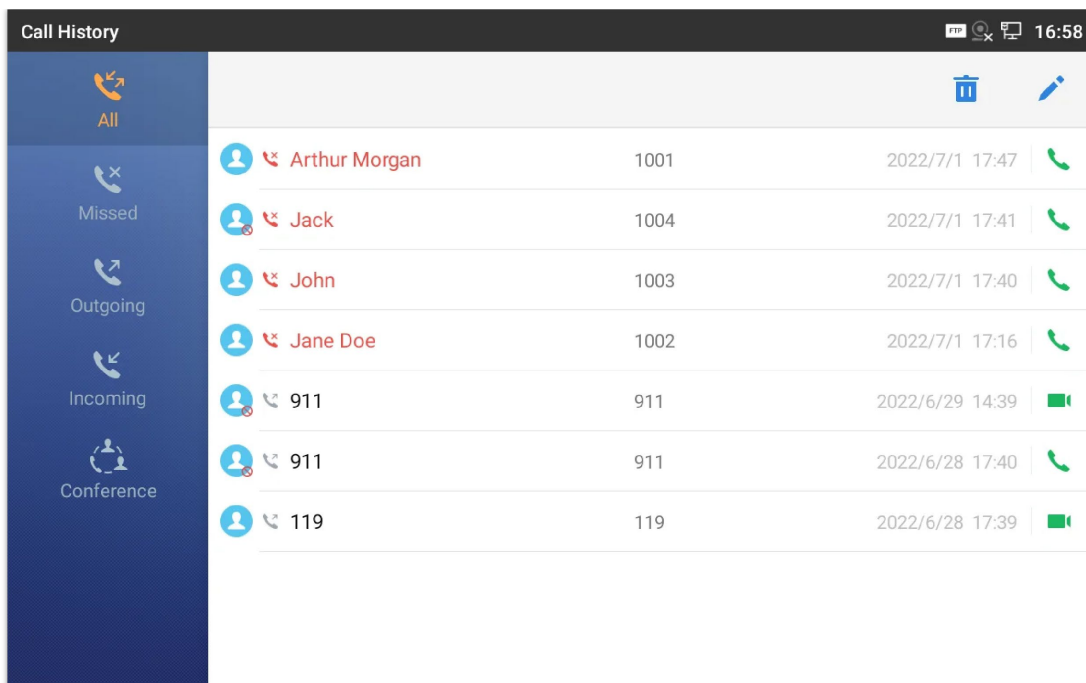 Call History FTP 16:58
All
Missed
Outgoing
Incoming
Conference
Arthur Morgan 1001 2022/7/1 17:47
Jack 1004 2022/7/1 17:41
John 1003 2022/7/1 17:40
Jane Doe 1002 2022/7/1 17:16
911 911 2022/6/29 14:39
911 911 2022/6/28 17:40
119 119 2022/6/28 17:39